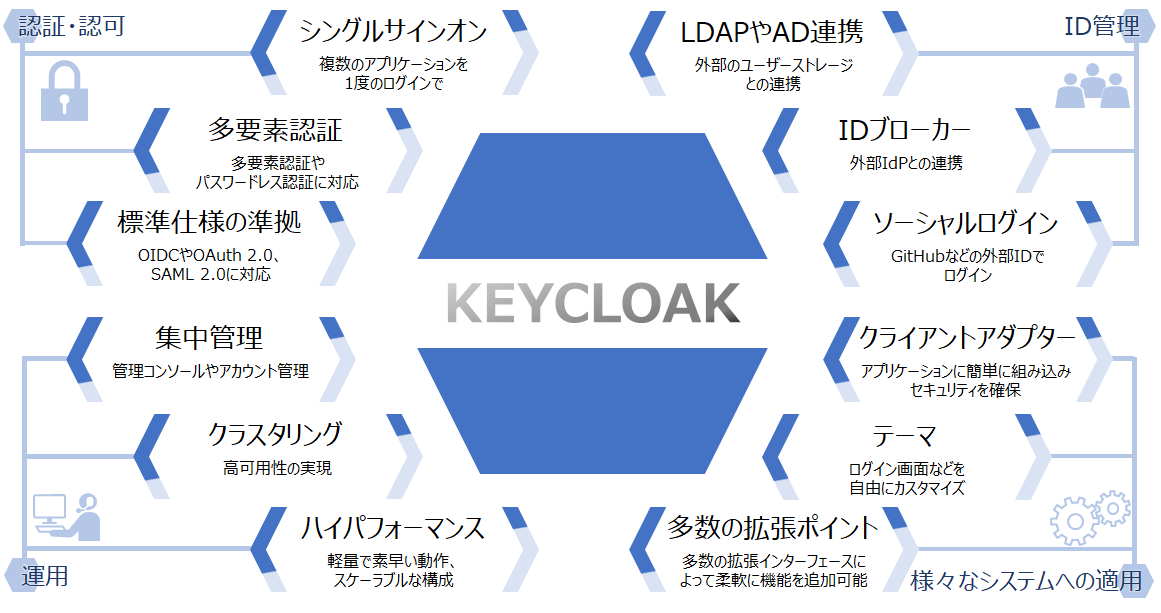 認証・認可
シングルサインオン
複数のアプリケーションを
1度のログインで
多要素認証
多要素認証や
パスワードレス認証に対応
標準仕様の準拠
OIDCやOAuth 2.0、
SAML 2.0に対応
ID管理
LDAPやAD連携
外部のユーザーストレージ
との連携
IDブローカー
外部IdPとの連携
ソーシャルログイン
GitHubなどの外部IDで
ログイン
KEYCLOAK
集中管理
管理コンソールやアカウント管理
クラスタリング
高可用性の実現
ハイパフォーマンス
軽量で素早い動作、
スケーラブルな構成
運用
クライアントアダプター
アプリケーションに簡単に組み込み
セキュリティを確保
テーマ
ログイン画面などを
自由にカスタマイズ
多数の拡張ポイント
多数の拡張インターフェースに
よって柔軟に機能を追加可能
様々なシステムへの適用